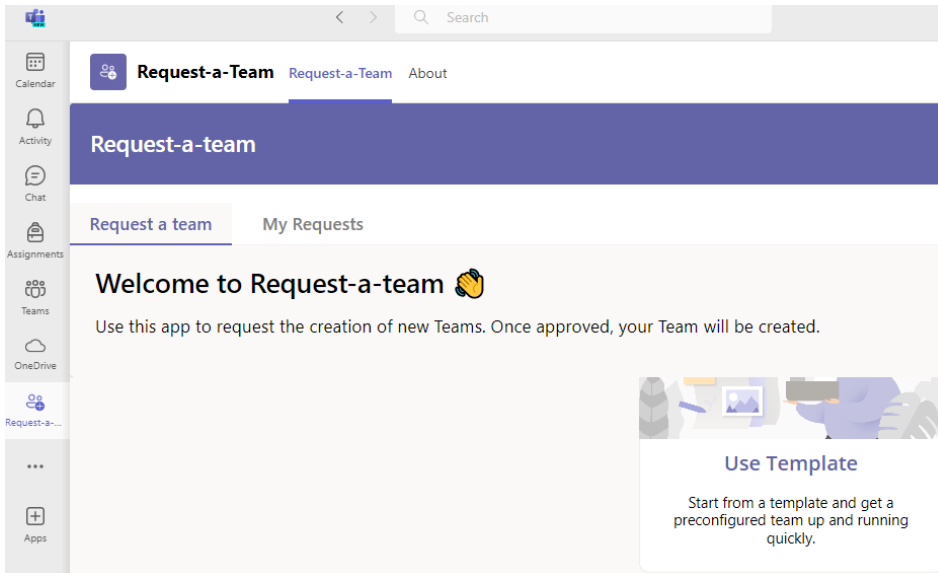 NEW
Search
Calendar
Request-a-Team Request-a-Team About
Activity
Request-a-team
Chat
Request a team My Requests
Assignments
Welcome to Request-a-team 👋
Teams
Use this app to request the creation of new Teams. Once approved, your Team will be created.
OneDrive
Request-a-...
Use Template
Start from a template and get a
preconfigured team up and running
quickly.
Apps